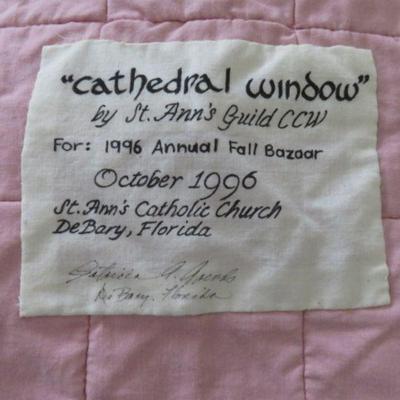 "cathedral window"
by St. Ann's Guild CCW
For: 1996 Annual Fall Bazaar
October 1996
St. Ann's Catholic Church
DeBary, Florida
Patricia A.
DeBary, Florida